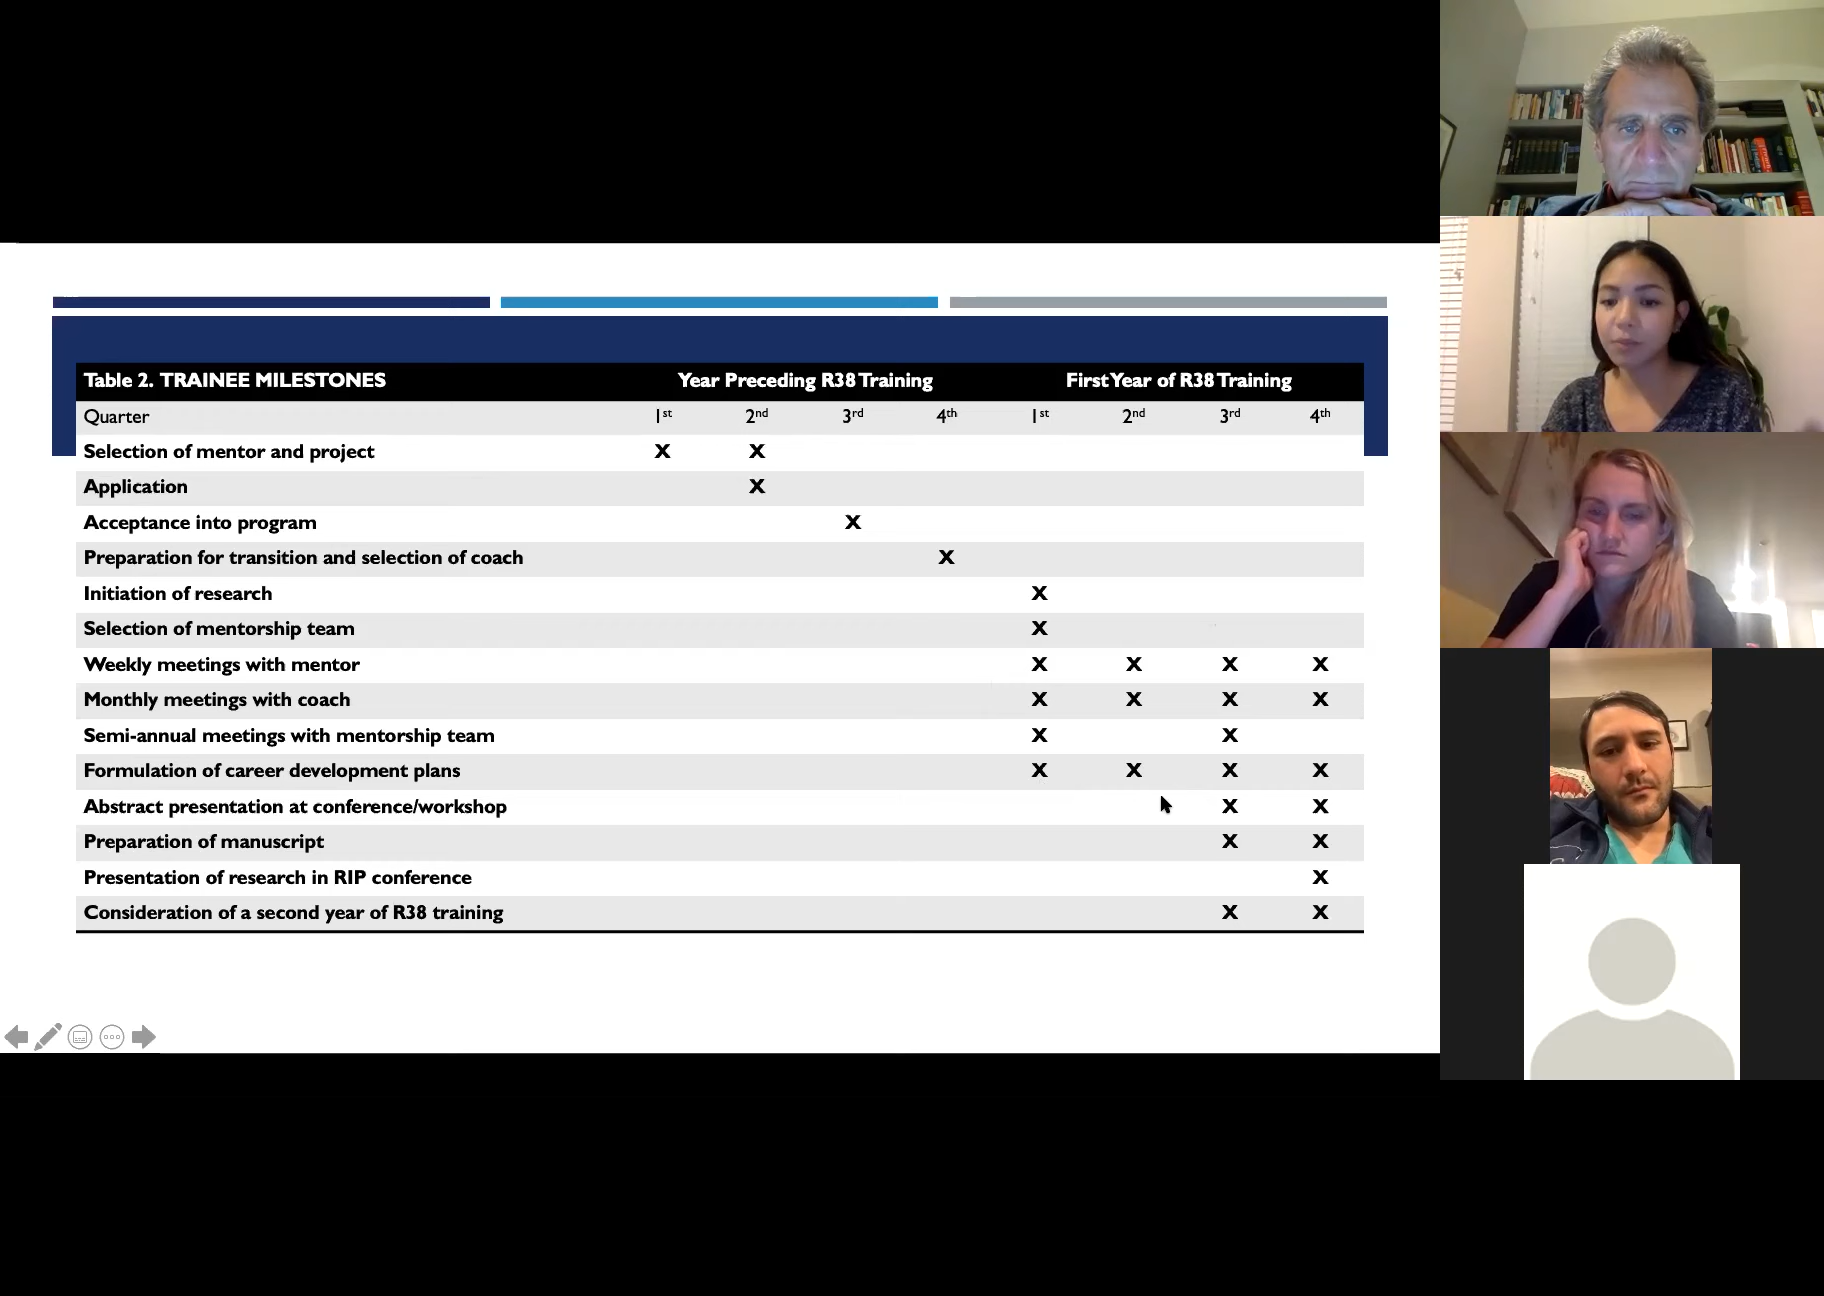 Table 2. TRAINEE MILESTONES Year Preceding R38 Training First Year of R38 Training
Quarter 1st 2nd 3rd 4th 1st 2nd 3rd 4th
Selection of mentor and project X X
Application X
Acceptance into program X
Preparation for transition and selection of coach X
Initiation of research X
Selection of mentorship team X
Weekly meetings with mentor X X X X
Monthly meetings with coach X X X X
Semi-annual meetings with mentorship team X X
Formulation of career development plans X X X X
Abstract presentation at conference/workshop X X
Preparation of manuscript X X
Presentation of research in RIP conference X
Consideration of a second year of R38 training X X